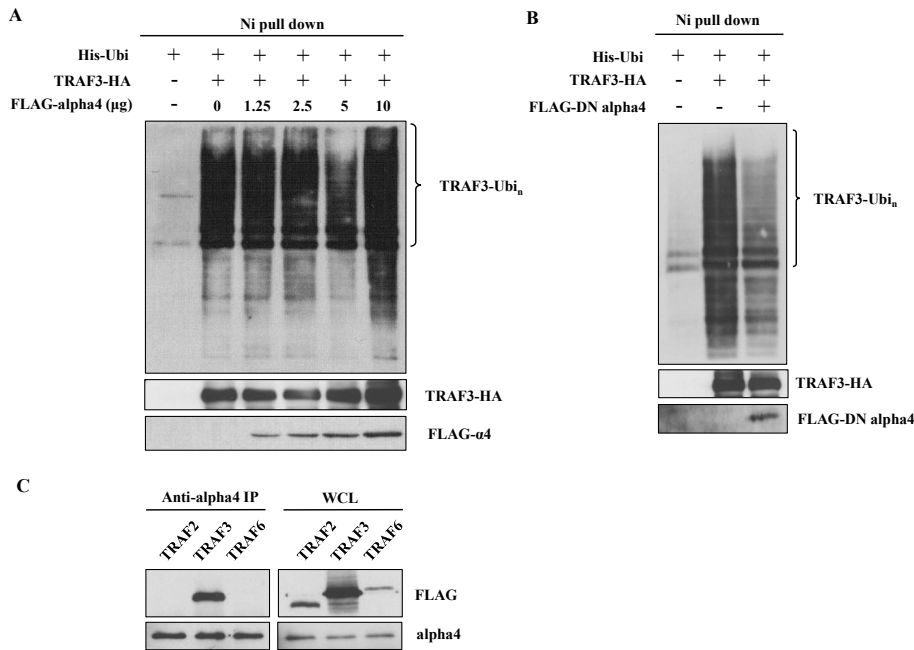 A
Ni pull down
His-Ubi + + + + + +
TRAF3-HA - + + + + +
FLAG-alpha4 (µg) - 0 1.25 2.5 5 10
TRAF3-Ubiₙ
TRAF3-HA
FLAG-α4
B
Ni pull down
His-Ubi + + +
TRAF3-HA - + +
FLAG-DN alpha4 - - +
TRAF3-Ubiₙ
TRAF3-HA
FLAG-DN alpha4
C
Anti-alpha4 IP WCL
TRAF2 TRAF3 TRAF6 TRAF2 TRAF3 TRAF6
FLAG
alpha4